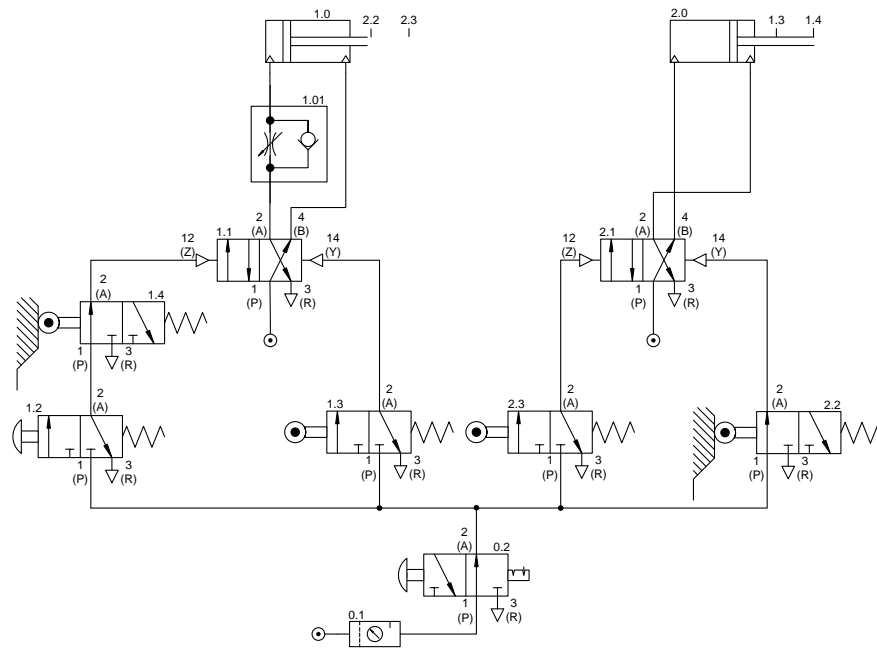 1.0 2.2 2.3 2.0 1.3 1.4
1.01
2 4 2 4
12 1.1 (A) (B) 14 12 2.1 (A) (B) 14
(Z) (Y) (Z) (Y)
1 3 1 3
(P) (R) (P) (R)
2
(A) 1.4
1 3
(P) (R)
2 2 2 2
1.2 (A) 1.3 (A) 2.3 (A) (A) 2.2
1 3 1 3 1 3 1 3
(P) (R) (P) (R) (P) (R) (P) (R)
2
(A) 0.2
1 3
(P) (R)
0.1